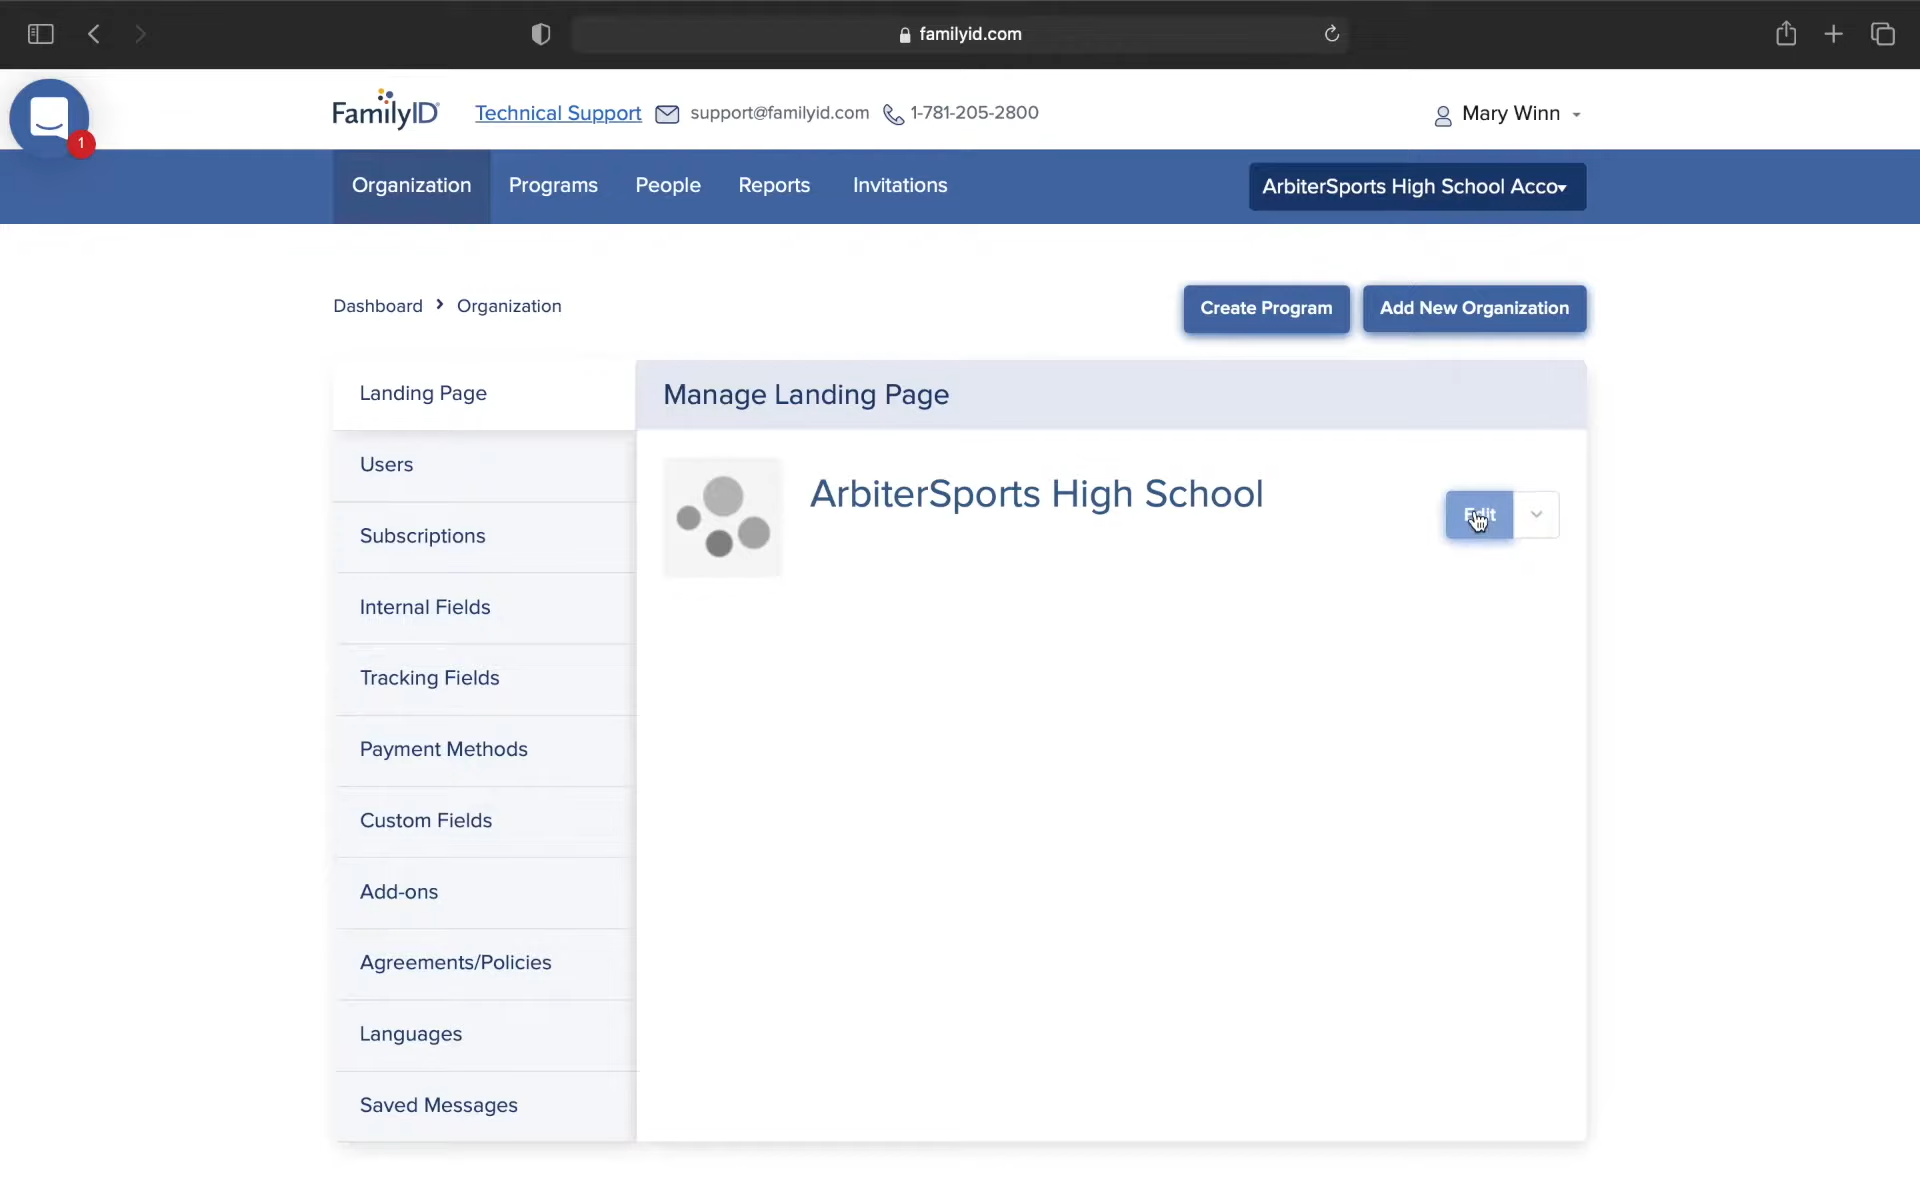 familyid.com
1
FamilyID Technical Support support@familyid.com 1-781-205-2800 Mary Winn
Organization Programs People Reports Invitations ArbiterSports High School Acco
Dashboard > Organization Create Program Add New Organization
Landing Page
Manage Landing Page
Users
ArbiterSports High School
Edit
Subscriptions
Internal Fields
Tracking Fields
Payment Methods
Custom Fields
Add-ons
Agreements/Policies
Languages
Saved Messages